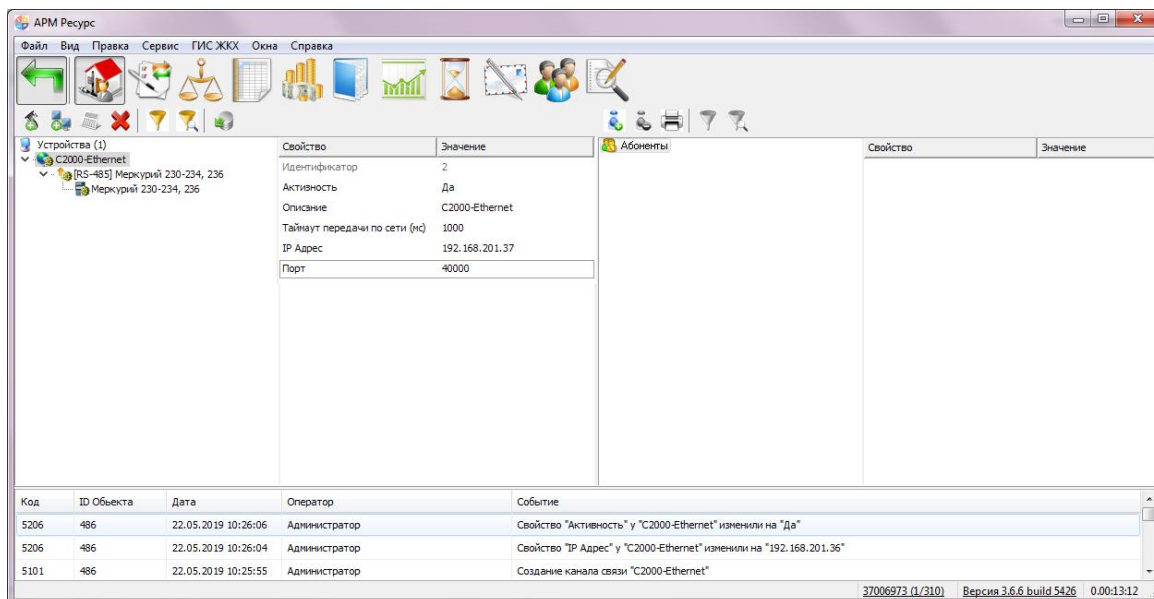 АРМ Ресурс
Файл Вид Правка Сервис ГИС ЖКХ Окна Справка
Устройства (1)
C2000-Ethernet
[RS-485] Меркурий 230-234, 236
Меркурий 230-234, 236
Свойство Значение
Идентификатор 2
Активность Да
Описание C2000-Ethernet
Таймаут передачи по сети (мс) 1000
IP Адрес 192.168.201.37
Порт 40000
Абоненты
Свойство Значение
Код ID Объекта Дата Оператор Событие
5206 486 22.05.2019 10:26:06 Администратор Свойство "Активность" у "C2000-Ethernet" изменили на "Да"
5206 486 22.05.2019 10:26:04 Администратор Свойство "IP Адрес" у "C2000-Ethernet" изменили на "192.168.201.36"
5101 486 22.05.2019 10:25:55 Администратор Создание канала связи "C2000-Ethernet"
37006973 (1/310) Версия 3.6.6 build 5426 0.00:13:12